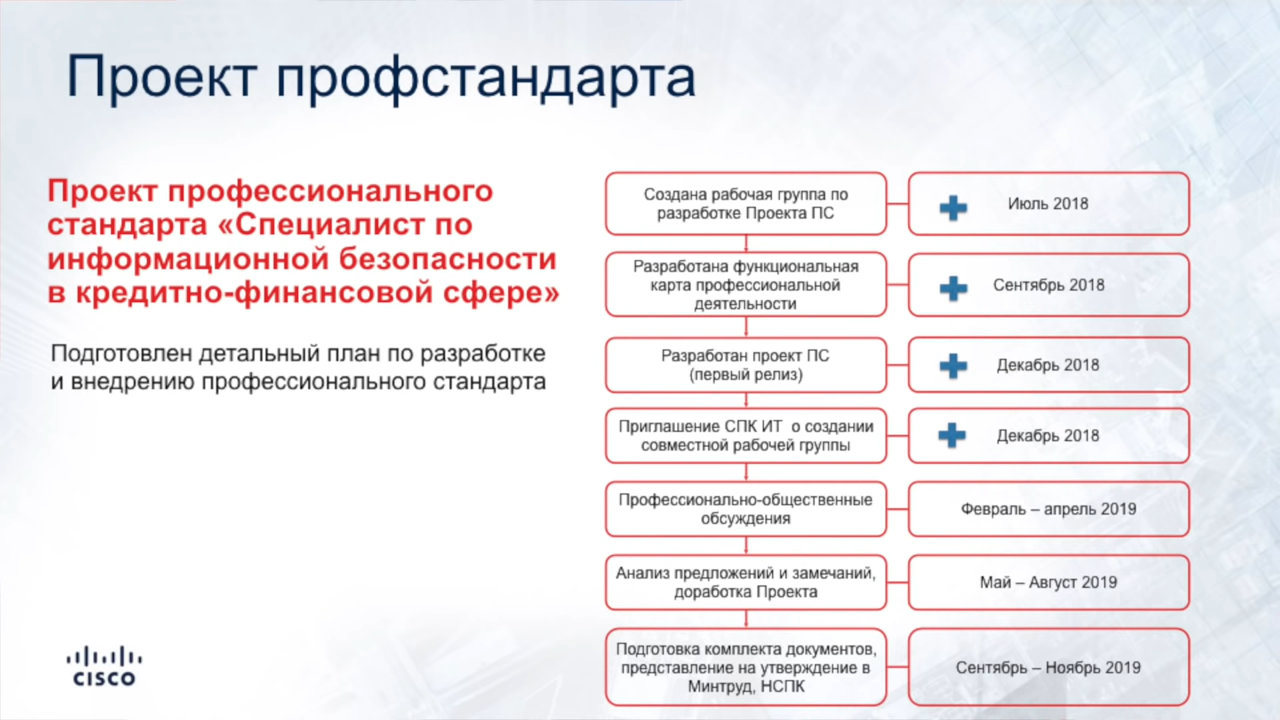 Проект профстандарта
Проект профессионального
стандарта «Специалист по
информационной безопасности
в кредитно-финансовой сфере»
Подготовлен детальный план по разработке
и внедрению профессионального стандарта
Создана рабочая группа по
разработке Проекта ПС
Июль 2018
Разработана функциональная
карта профессиональной
деятельности
Сентябрь 2018
Разработан проект ПС
(первый релиз)
Декабрь 2018
Приглашение СПК ИТ о создании
совместной рабочей группы
Декабрь 2018
Профессионально-общественные
обсуждения
Февраль – апрель 2019
Анализ предложений и замечаний,
доработка Проекта
Май – Август 2019
Подготовка комплекта документов,
представление на утверждение в
Минтруд, НСПК
Сентябрь – Ноябрь 2019
CISCO